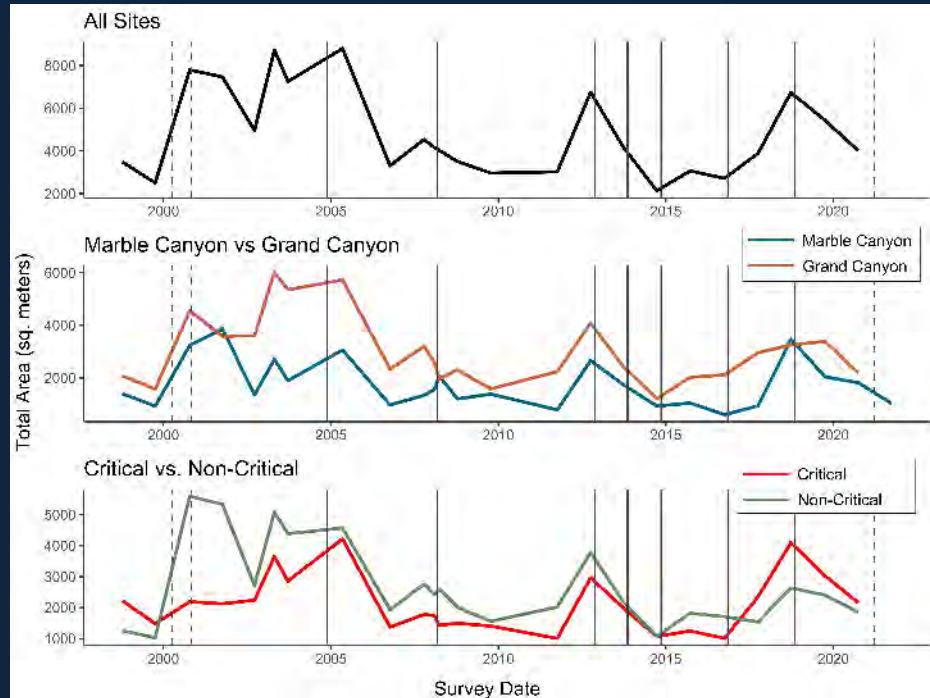 All Sites
8000
6000
4000
2000
2000 2005 2010 2015 2020
Marble Canyon vs Grand Canyon
Marble Canyon
Grand Canyon
6000
4000
2000
2000 2005 2010 2015 2020
Total Area (sq. meters)
Critical vs. Non-Critical
Critical
Non-Critical
5000
4000
3000
2000
1000
2000 2005 2010 2015 2020
Survey Date